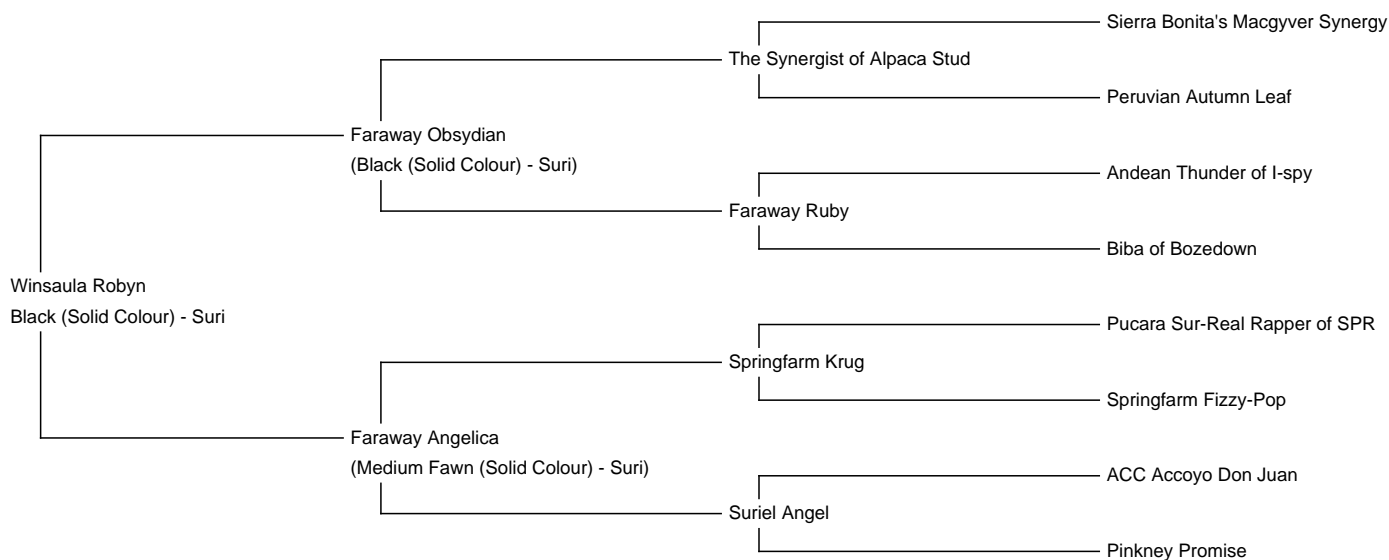 Sierra Bonita's Macgyver Synergy
The Synergist of Alpaca Stud
Peruvian Autumn Leaf
Faraway Obsydian
(Black (Solid Colour) - Suri)
Andean Thunder of I-spy
Faraway Ruby
Biba of Bozedown
Winsaula Robyn
Black (Solid Colour) - Suri
Pucara Sur-Real Rapper of SPR
Springfarm Krug
Springfarm Fizzy-Pop
Faraway Angelica
(Medium Fawn (Solid Colour) - Suri)
ACC Accoyo Don Juan
Suriel Angel
Pinkney Promise